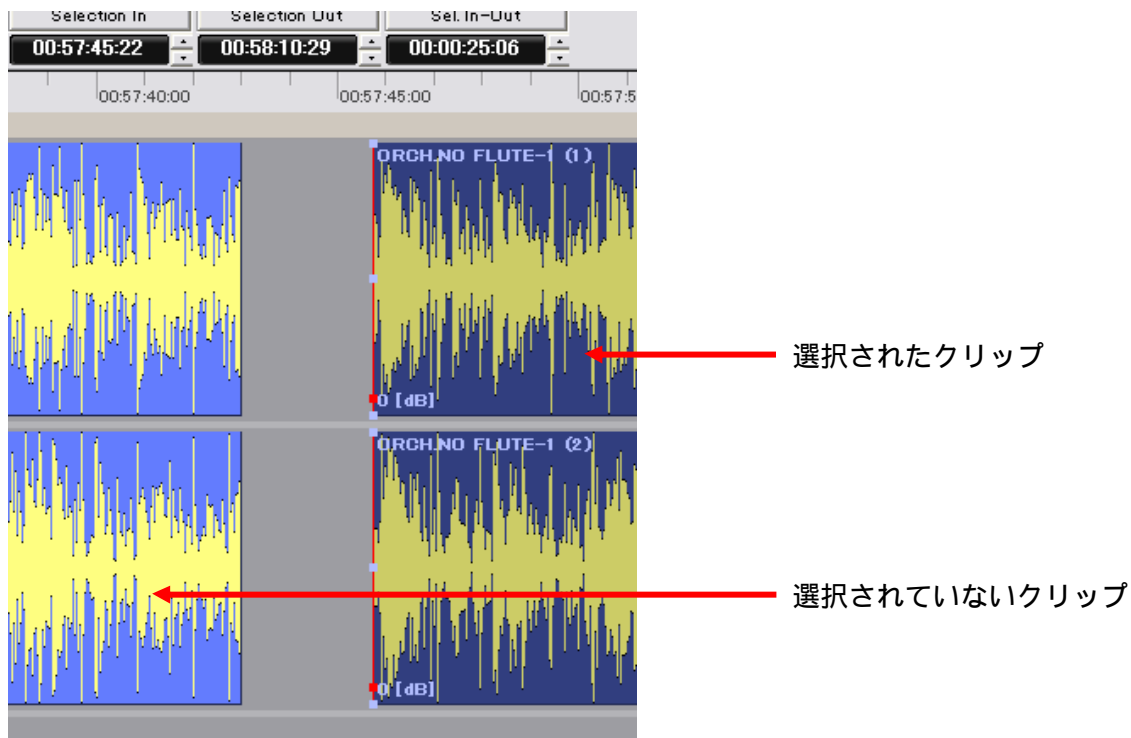 Selection In Selection Out Sel. In-Out
00:57:45:22 00:58:10:29 00:00:25:06
00:57:40:00 00:57:45:00 00:57:5
ORCH.NO FLUTE-1 (1)
選択されたクリップ
0 [dB]
ORCH.NO FLUTE-1 (2)
選択されていないクリップ
0 [dB]